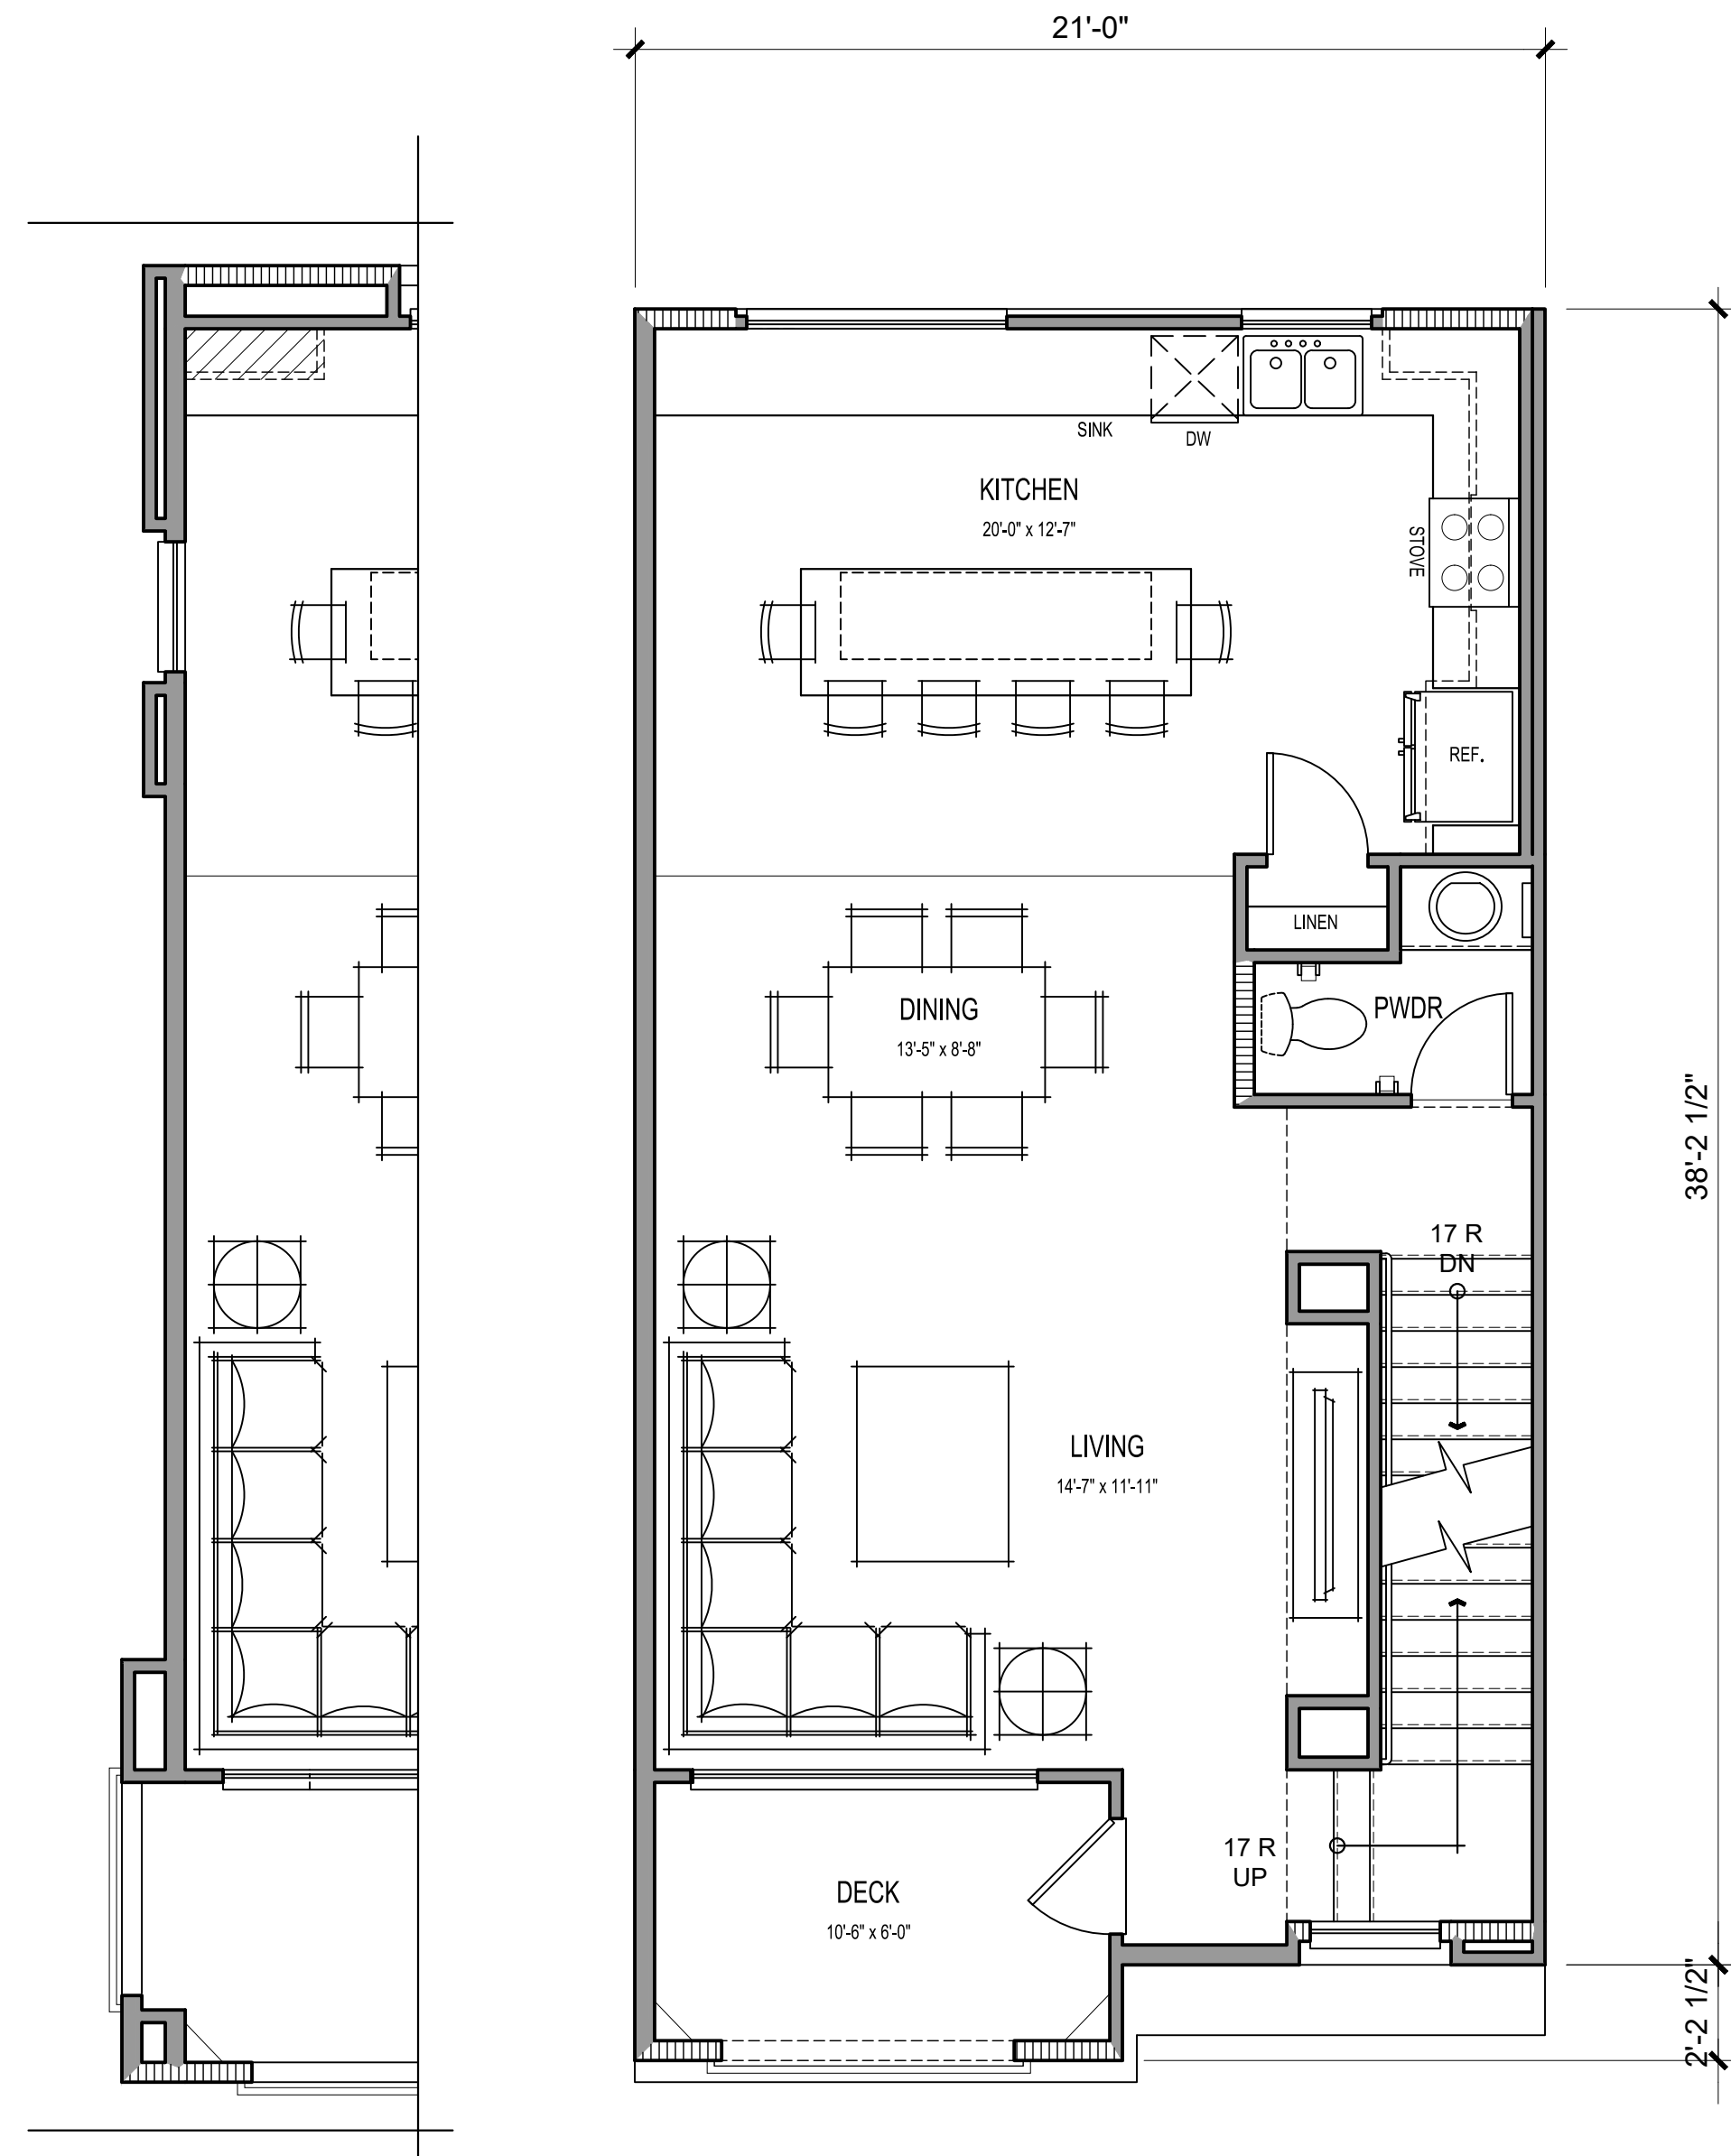 21'-0"
SINK
DW
KITCHEN
20'-0" x 12'-7"
STOVE
REF.
LINEN
DINING
13'-5" x 8'-8"
PWDR
38'-2 1/2"
17 R
DN
LIVING
14'-7" x 11'-11"
17 R
UP
DECK
10'-6" x 6'-0"
2'-2 1/2"